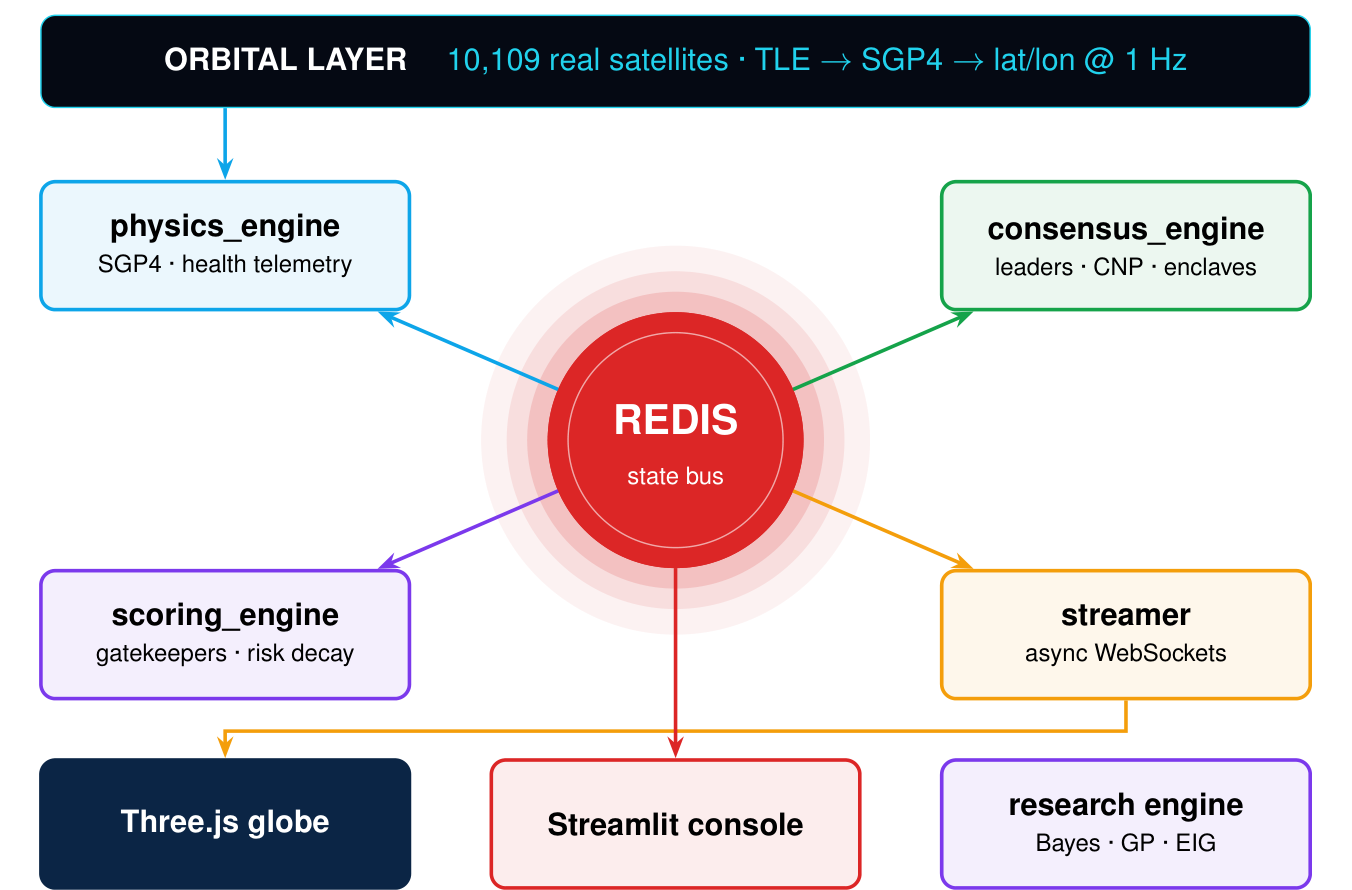 ORBITAL LAYER 10,109 real satellites · TLE → SGP4 → lat/lon @ 1 Hz
physics_engine
SGP4 · health telemetry
consensus_engine
leaders · CNP · enclaves
REDIS
state bus
scoring_engine
gatekeepers · risk decay
streamer
async WebSockets
Three.js globe
Streamlit console
research engine
Bayes · GP · EIG